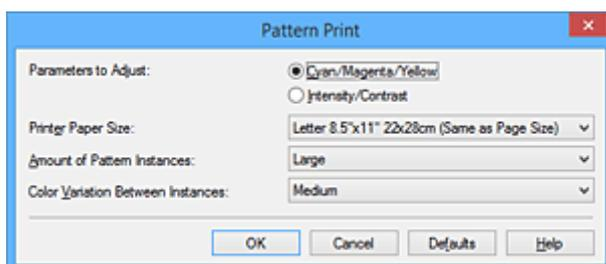 Pattern Print
Parameters to Adjust:
Cyan/Magenta/Yellow
Intensity/Contrast
Printer Paper Size:
Letter 8.5"x11" 22x28cm (Same as Page Size)
Amount of Pattern Instances:
Large
Color Variation Between Instances:
Medium
OK Cancel Defaults Help